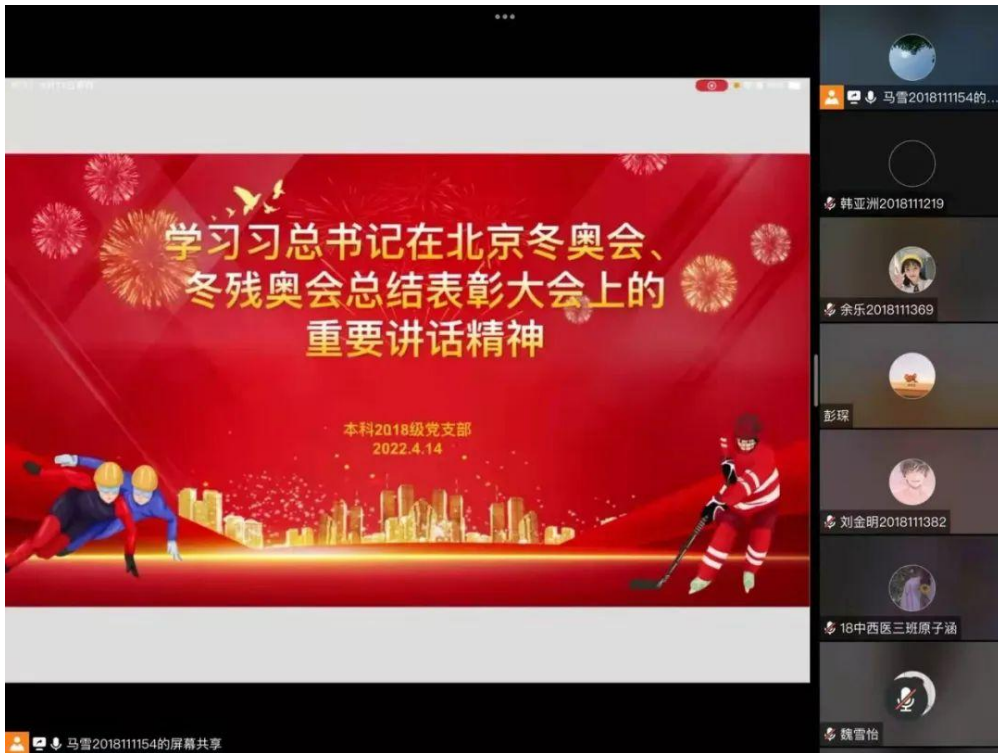 学习习总书记在北京冬奥会、
冬残奥会总结表彰大会上的
重要讲话精神
本科2018级党支部
2022.4.14
马雪2018111154的...
韩亚洲2018111219
余乐2018111369
彭琛
刘金明2018111382
18中西医三班原子涵
魏雪怡
马雪2018111154的屏幕共享